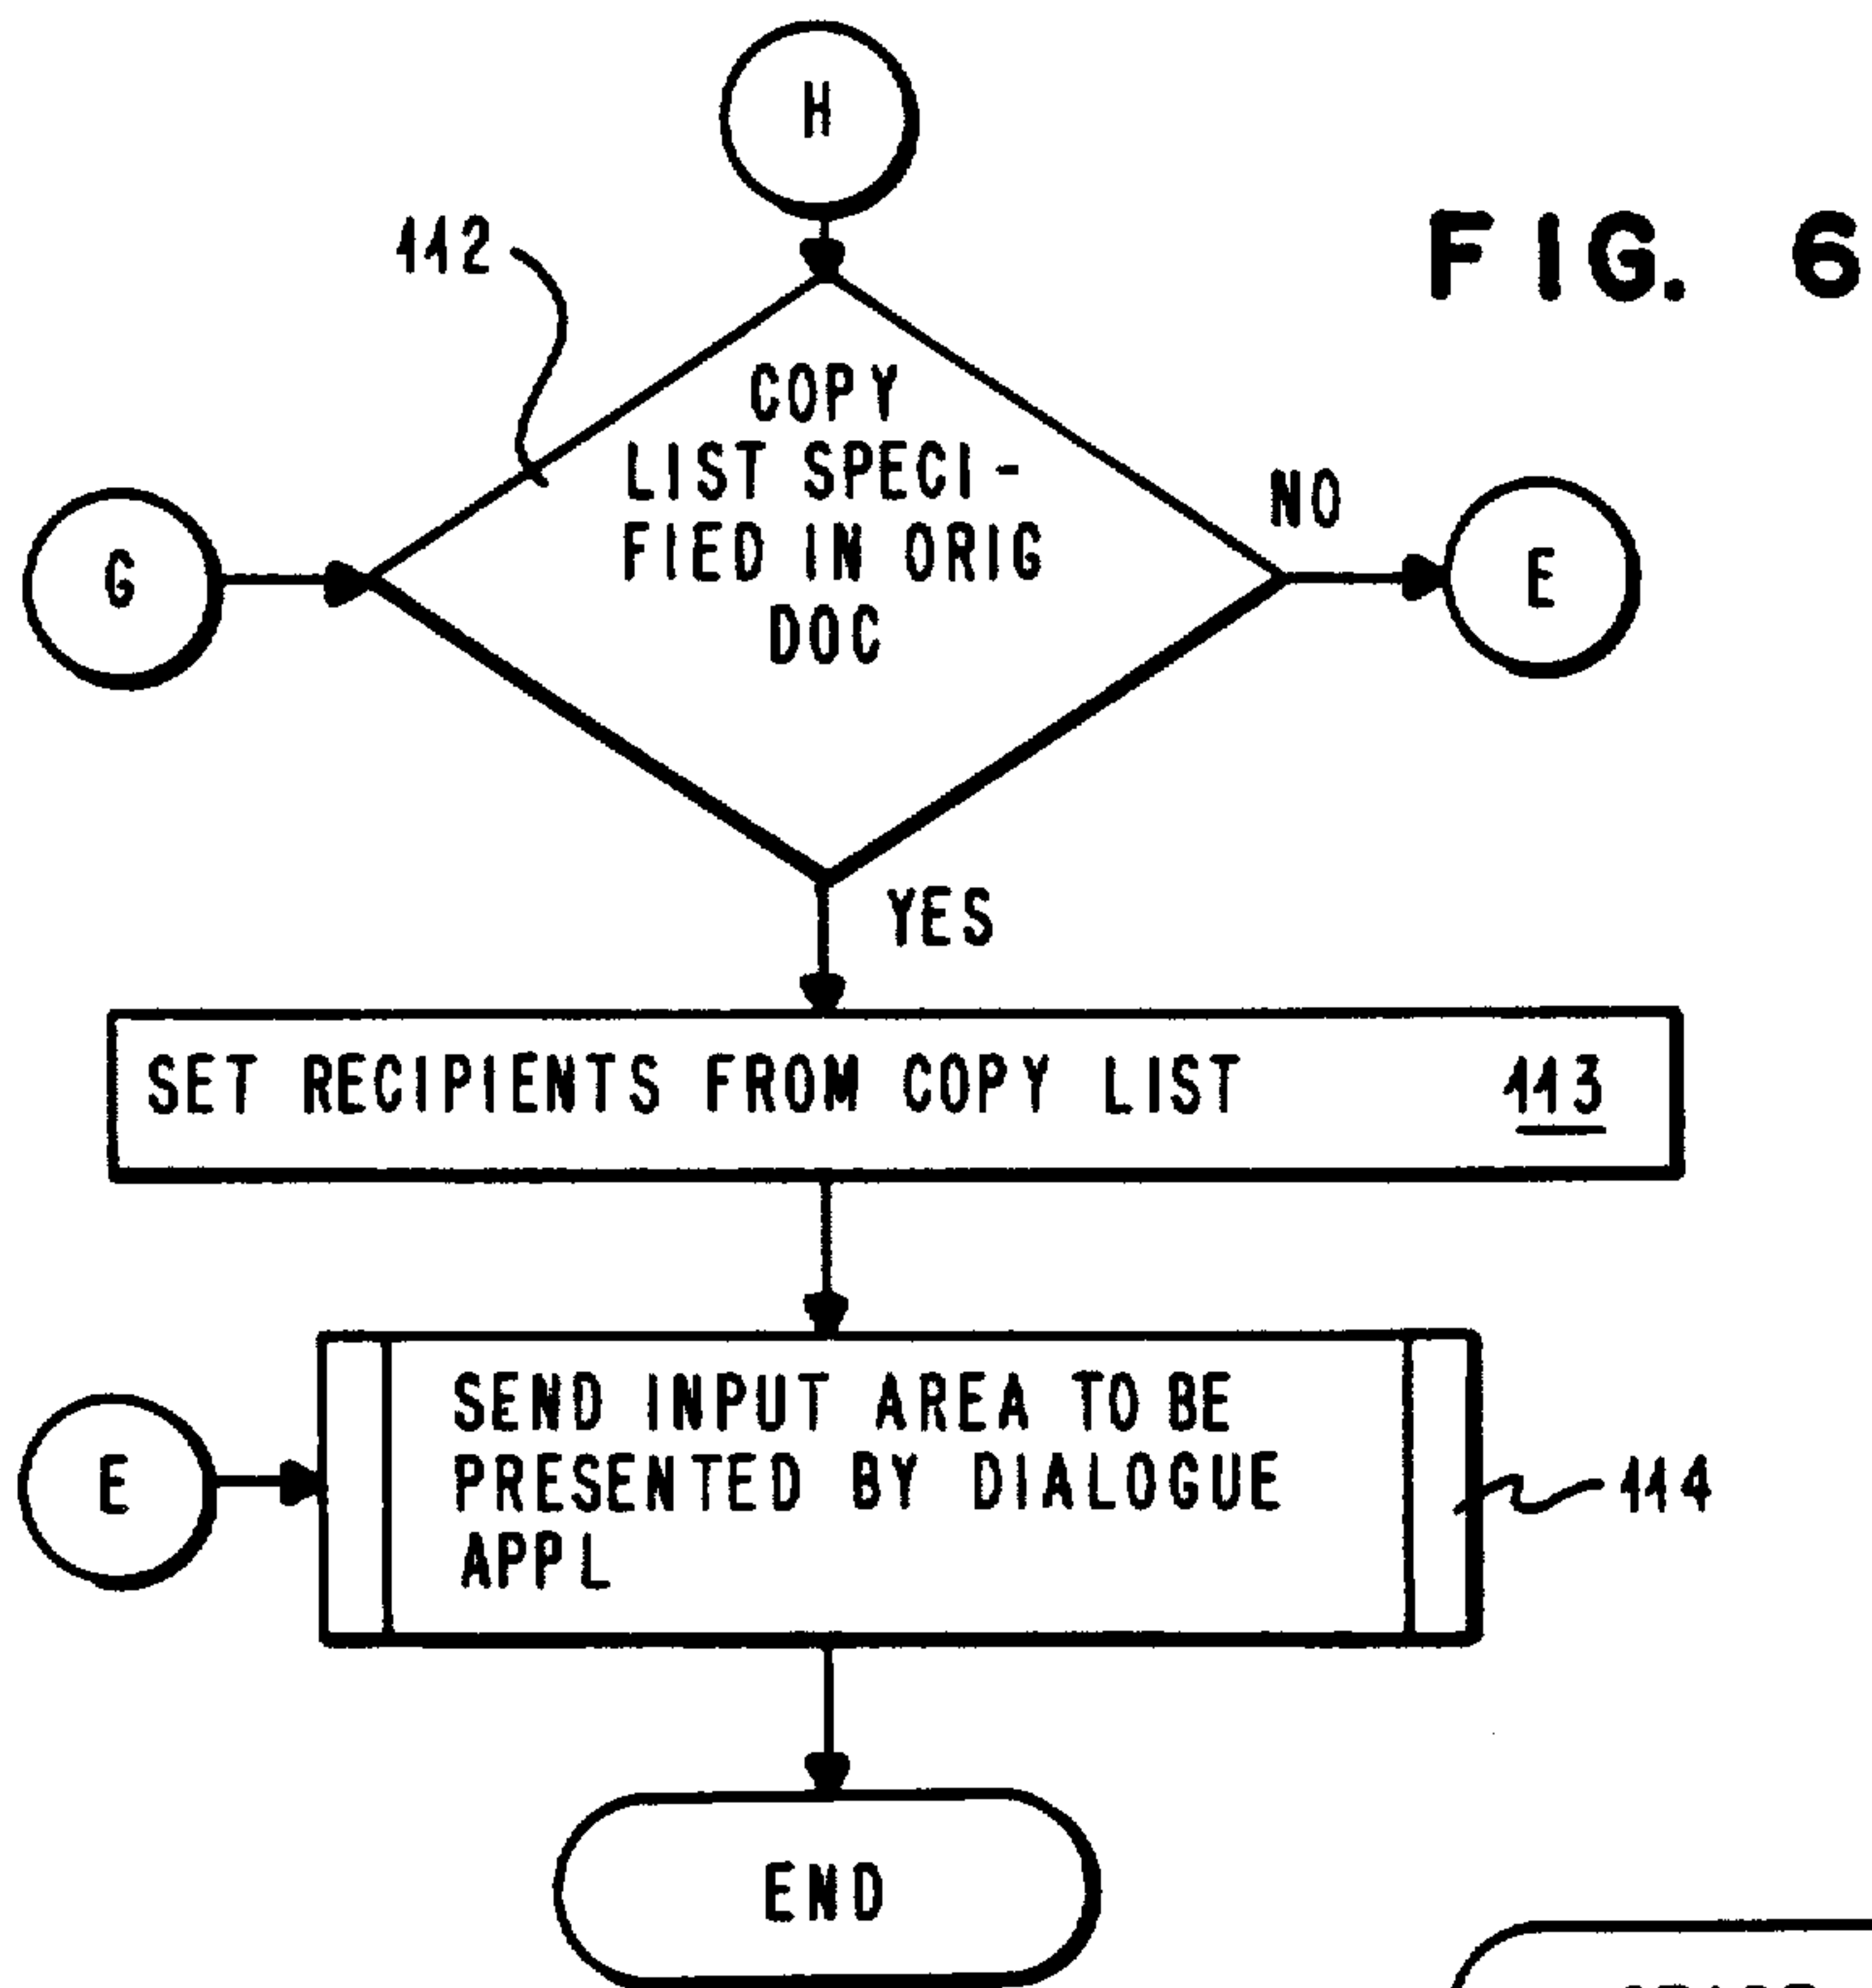 H
112
FIG. 6
COPY
LIST SPECI-
FIED IN ORIG
DOC
G
NO
E
YES
SET RECIPIENTS FROM COPY LIST 113
SEND INPUT AREA TO BE
PRESENTED BY DIALOGUE
APPL
E
114
END